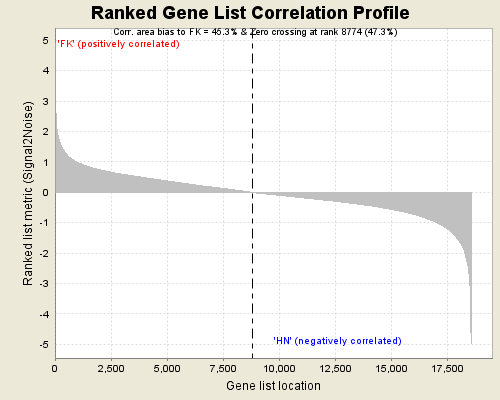 Ranked Gene List Correlation Profile
Corr. area bias to FK = 45.3% & Zero crossing at rank 8774 (47.3%)
'FK' (positively correlated)
5
4
3
2
1
0
-1
-2
-3
-4
-5
Ranked list metric (Signal2Noise)
'HN' (negatively correlated)
0 2,500 5,000 7,500 10,000 12,500 15,000 17,500
Gene list location